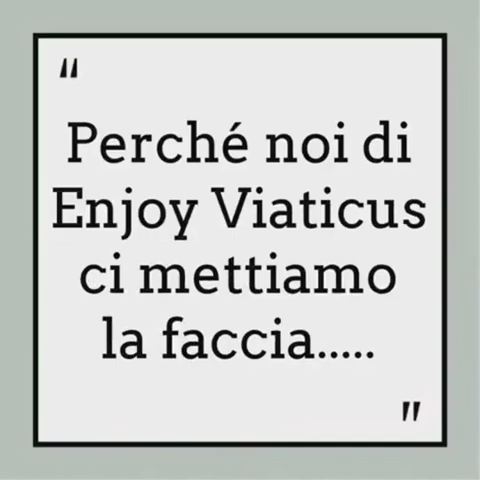 "
Perché noi di
Enjoy Viaticus
ci mettiamo
la faccia.....
"